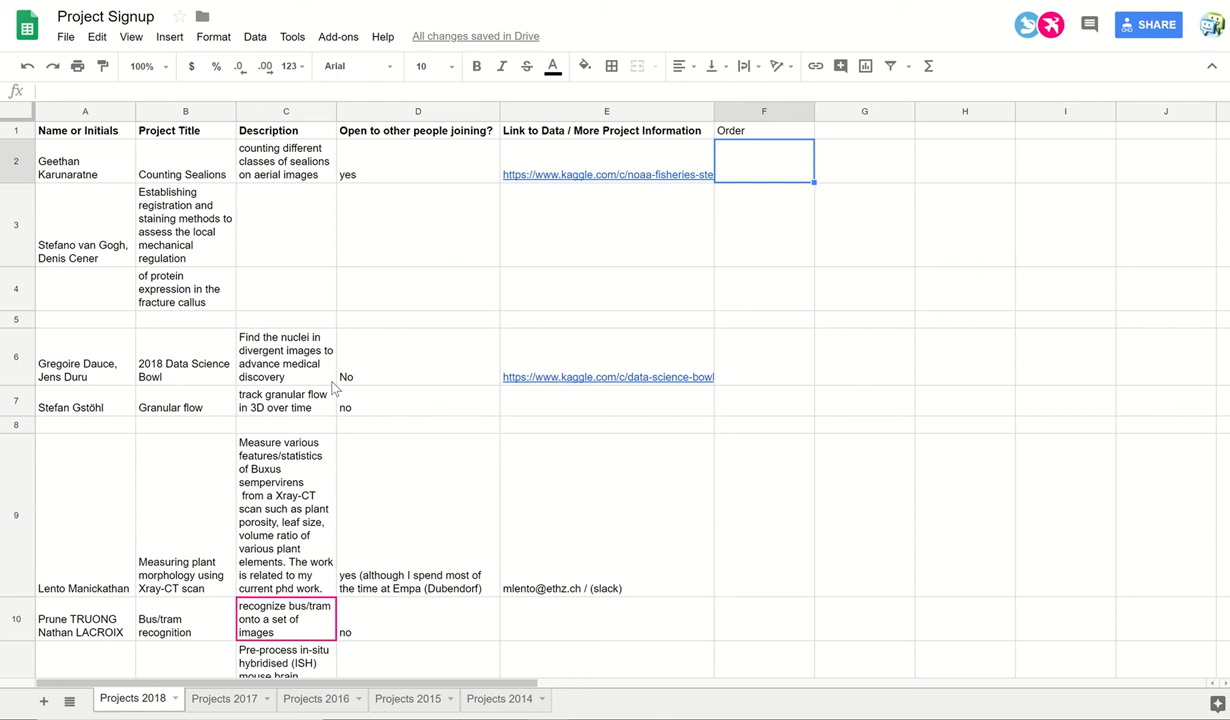 Project Signup
File Edit View Insert Format Data Tools Add-ons Help All changes saved in Drive
SHARE
100% $ % .0 .00 123 Arial 10 B I S A
fx
A B C D E F G H I J
1 Name or Initials Project Title Description Open to other people joining? Link to Data / More Project Information Order
counting different
classes of sealions
on aerial images
2 Geethan
Karunaratne Counting Sealions yes https://www.kaggle.com/c/noaa-fisheries-ste
Establishing
registration and
staining methods to
assess the local
mechanical
regulation
3 Stefano van Gogh,
Denis Cener
4 of protein
expression in the
fracture callus
5
6 Gregoire Dauce,
Jens Duru 2018 Data Science
Bowl Find the nuclei in
divergent images to
advance medical
discovery No https://www.kaggle.com/c/data-science-bowl
7 Stefan Gstöhl Granular flow track granular flow
in 3D over time no
8
9 Lento Manickathan Measuring plant
morphology using
Xray-CT scan Measure various
features/statistics
of Buxus
sempervirens
from a Xray-CT
scan such as plant
porosity, leaf size,
volume ratio of
various plant
elements. The work
is related to my
current phd work. yes (although I spend most of
the time at Empa (Dubendorf) mlento@ethz.ch / (slack)
10 Prune TRUONG
Nathan LACROIX Bus/tram
recognition recognize bus/tram
onto a set of
images no
Pre-process in-situ
hybridised (ISH)
mouse brain
Projects 2018 Projects 2017 Projects 2016 Projects 2015 Projects 2014